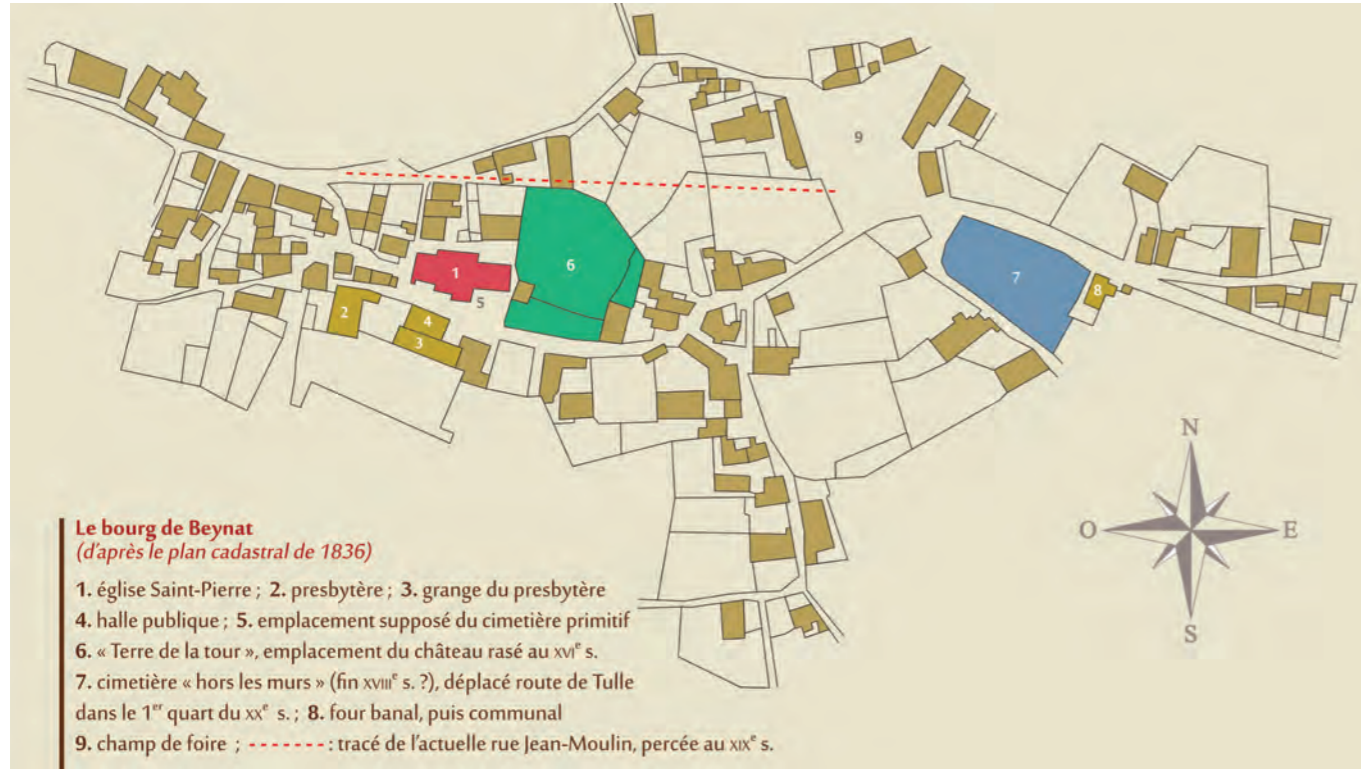 9
6
1
5
7
8
2
4
3
N
O
E
S
Le bourg de Beynat
(d'après le plan cadastral de 1836)
1. église Saint-Pierre ; 2. presbytère ; 3. grange du presbytère
4. halle publique ; 5. emplacement supposé du cimetière primitif
6. « Terre de la tour », emplacement du château rasé au XVIe s.
7. cimetière « hors les murs » (fin XVIIIe s. ?), déplacé route de Tulle
dans le 1er quart du XXe s. ; 8. four banal, puis communal
9. champ de foire ; - - - - - - - - : tracé de l'actuelle rue Jean-Moulin, percée au XIXe s.